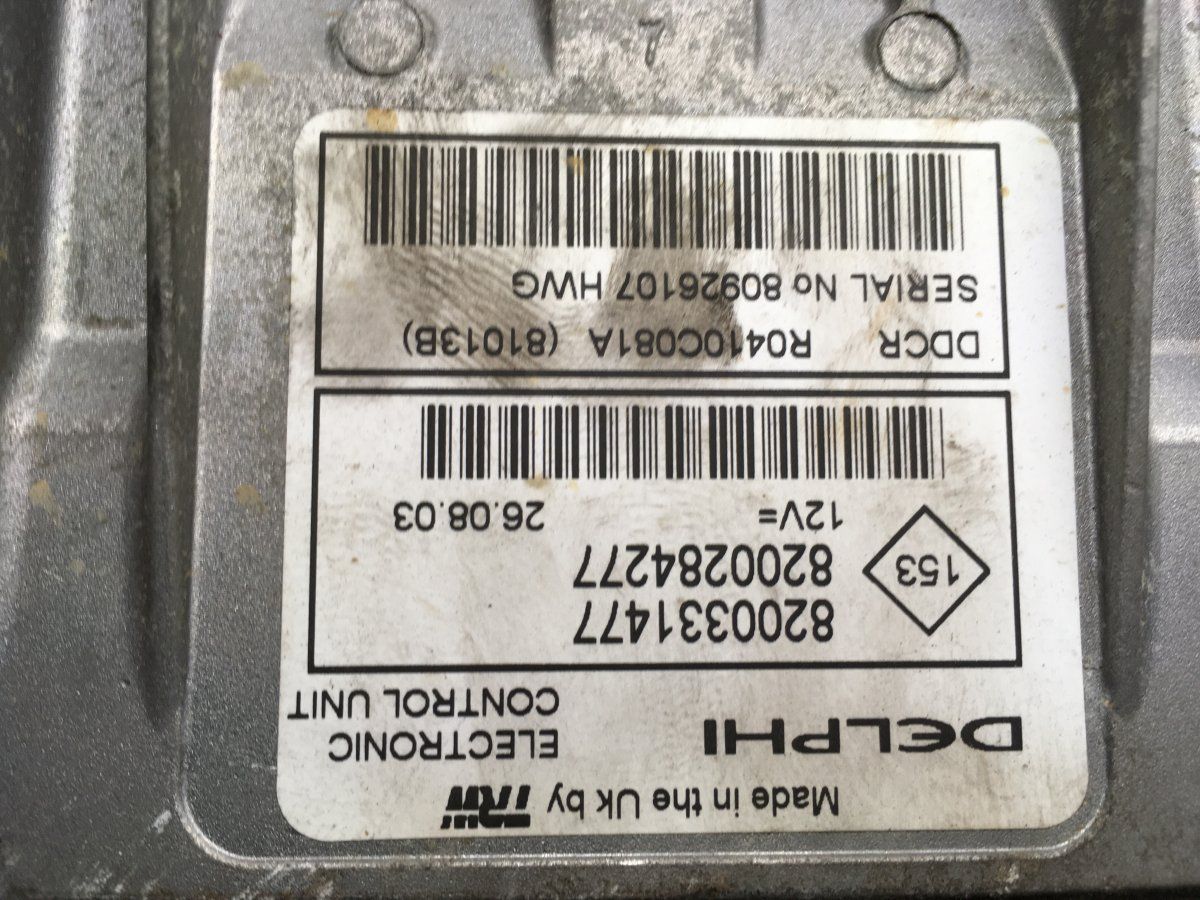 Made in the Uk by TRW
DELPHI
ELECTRONIC
CONTROL UNIT
8200331477
153
8200284277
12V= 26.08.03
DDCR R0410C081A (81013B)
SERIAL No 80926107 HWG
7